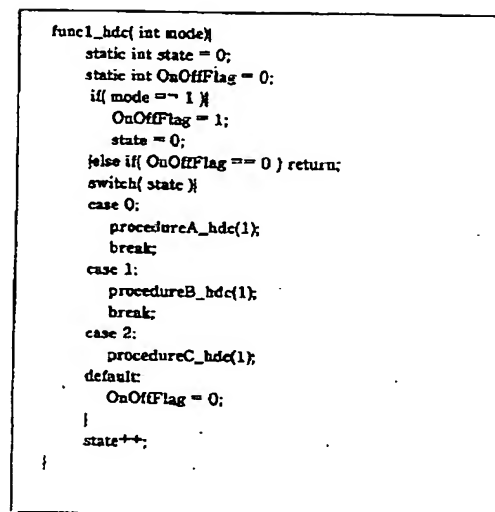 func1_hdc( int mode){
static int state = 0;
static int OnOffFlag = 0;
if( mode == 1 ){
OnOffFlag = 1;
state = 0;
}else if( OnOffFlag == 0 ) return;
switch( state ){
case 0:
procedureA_hdc(1);
break;
case 1:
procedureB_hdc(1);
break;
case 2:
procedureC_hdc(1);
default:
OnOffFlag = 0;
}
state++;
}